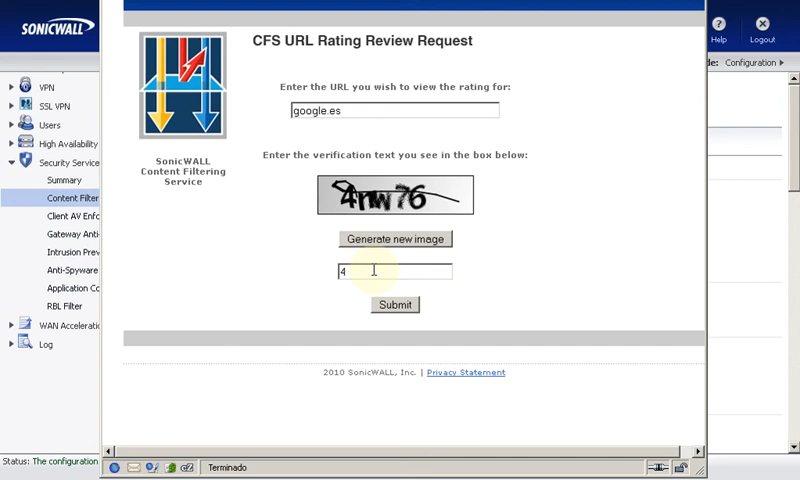 SONICWALL
CFS URL Rating Review Request
Help
Logout
de: Configuration
VPN
SSL VPN
Users
High Availability
Security Service
Summary
Content Filter
Client AV Enfo
Gateway Anti-
Intrusion Prev
Anti-Spyware
Application Co
RBL Filter
WAN Acceleratio
Log
SonicWALL
Content Filtering
Service
Enter the URL you wish to view the rating for:
google.es
Enter the verification text you see in the box below:
4rw76
Generate new image
4
Submit
2010 SonicWALL, Inc. | Privacy Statement
Status: The configuration
Terminado